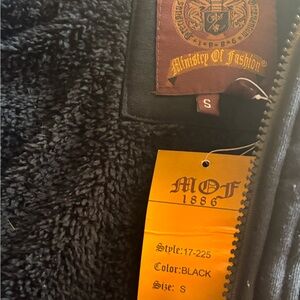 Ministry Of Fashion®
S
MOF
1886
Style:17-225
Color:BLACK
Size: S